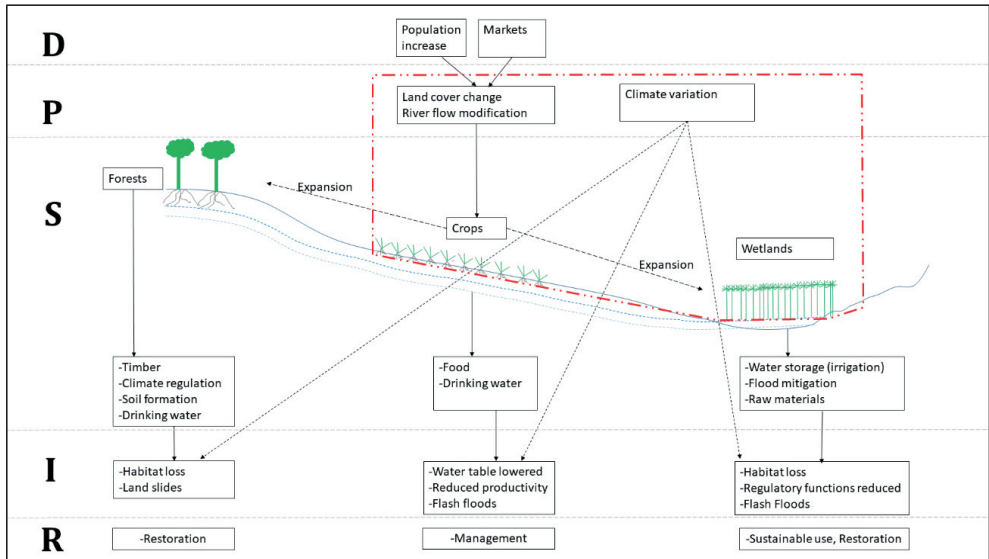 D
Population
increase
Markets
P
Land cover change
River flow modification
Climate variation
S
Forests
Expansion
Crops
Expansion
Wetlands
-Timber
-Climate regulation
-Soil formation
-Drinking water
-Food
-Drinking water
-Water storage (irrigation)
-Flood mitigation
-Raw materials
I
-Habitat loss
-Land slides
-Water table lowered
-Reduced productivity
-Flash floods
-Habitat loss
-Regulatory functions reduced
-Flash Floods
R
-Restoration
-Management
-Sustainable use, Restoration